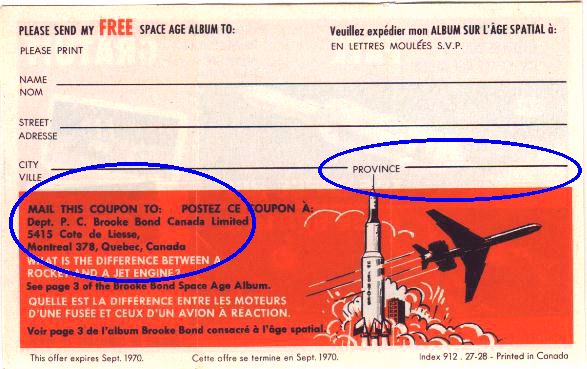 PLEASE SEND MY FREE SPACE AGE ALBUM TO:
PLEASE PRINT
Veuillez expédier mon ALBUM SUR L'ÂGE SPATIAL à:
EN LETTRES MOULÉES S.V.P.
NAME
NOM
STREET
ADRESSE
CITY
VILLE
PROVINCE
MAIL THIS COUPON TO: POSTEZ CE COUPON À:
Dept. P. C. Brooke Bond Canada Limited
5415 Cote de Liesse,
Montreal 378, Quebec, Canada
WHAT IS THE DIFFERENCE BETWEEN A
ROCKET AND A JET ENGINE?
See page 3 of the Brooke Bond Space Age Album.
QUELLE EST LA DIFFÉRENCE ENTRE LES MOTEURS
D'UNE FUSÉE ET CEUX D'UN AVION À RÉACTION.
Voir page 3 de l'album Brooke Bond consacré à l'âge spatial.
This offer expires Sept. 1970. Cette offre se termine en Sept. 1970. Index 912 . 27-28 - Printed in Canada